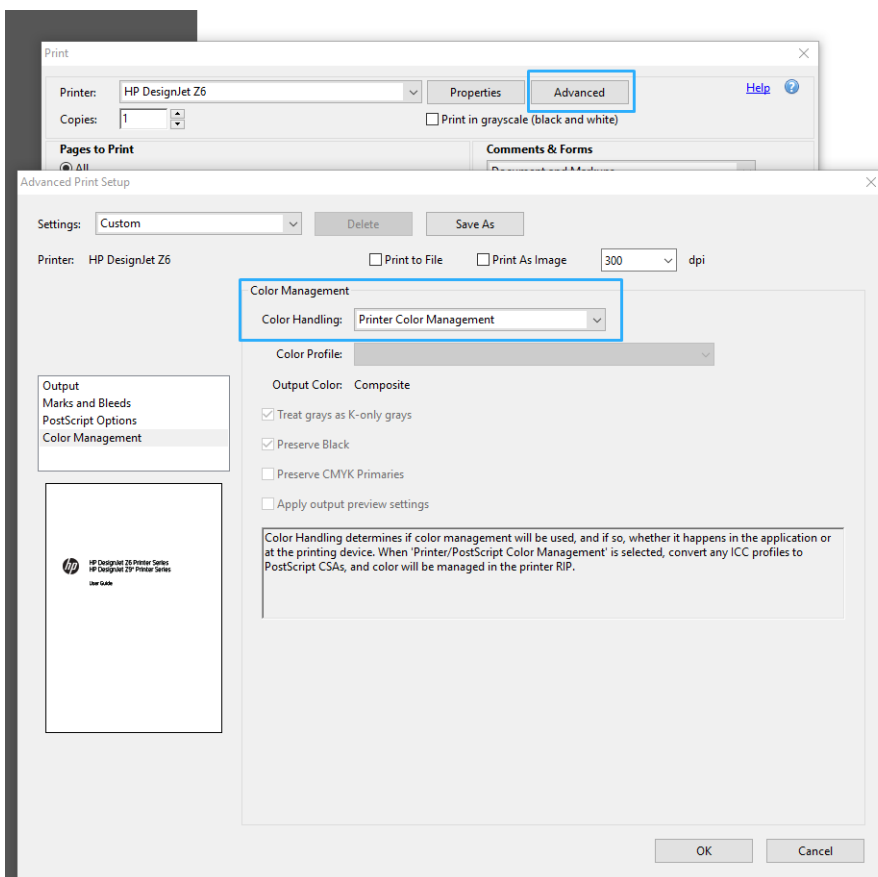 Print
Printer: HP DesignJet Z6 Properties Advanced Help ?
Copies: 1 Print in grayscale (black and white)
Pages to Print Comments & Forms
All Document and Markups
Advanced Print Setup
Settings: Custom Delete Save As
Printer: HP DesignJet Z6 Print to File Print As Image 300 dpi
Color Management
Color Handling: Printer Color Management
Color Profile:
Output Color: Composite
Treat grays as K-only grays
Preserve Black
Preserve CMYK Primaries
Apply output preview settings
Output
Marks and Bleeds
PostScript Options
Color Management
Color Handling determines if color management will be used, and if so, whether it happens in the application or
at the printing device. When 'Printer/PostScript Color Management' is selected, convert any ICC profiles to
PostScript CSAs, and color will be managed in the printer RIP.
hp
HP DesignJet Z6 Printer Series
HP DesignJet Z9+ Printer Series
User Guide
OK Cancel